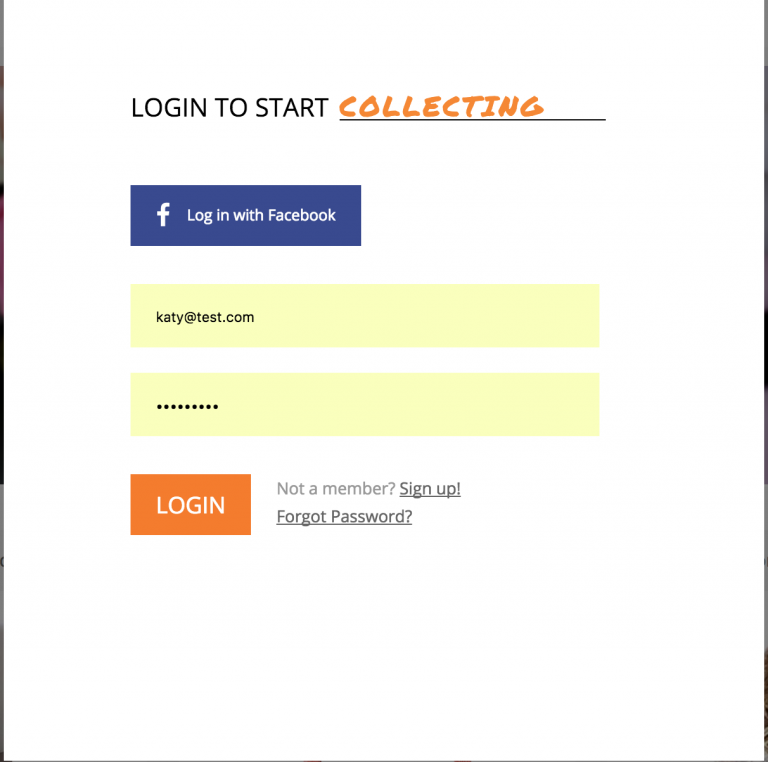 LOGIN TO START COLLECTING
Log in with Facebook
katy@test.com
•••••••••
LOGIN
Not a member? Sign up!
Forgot Password?